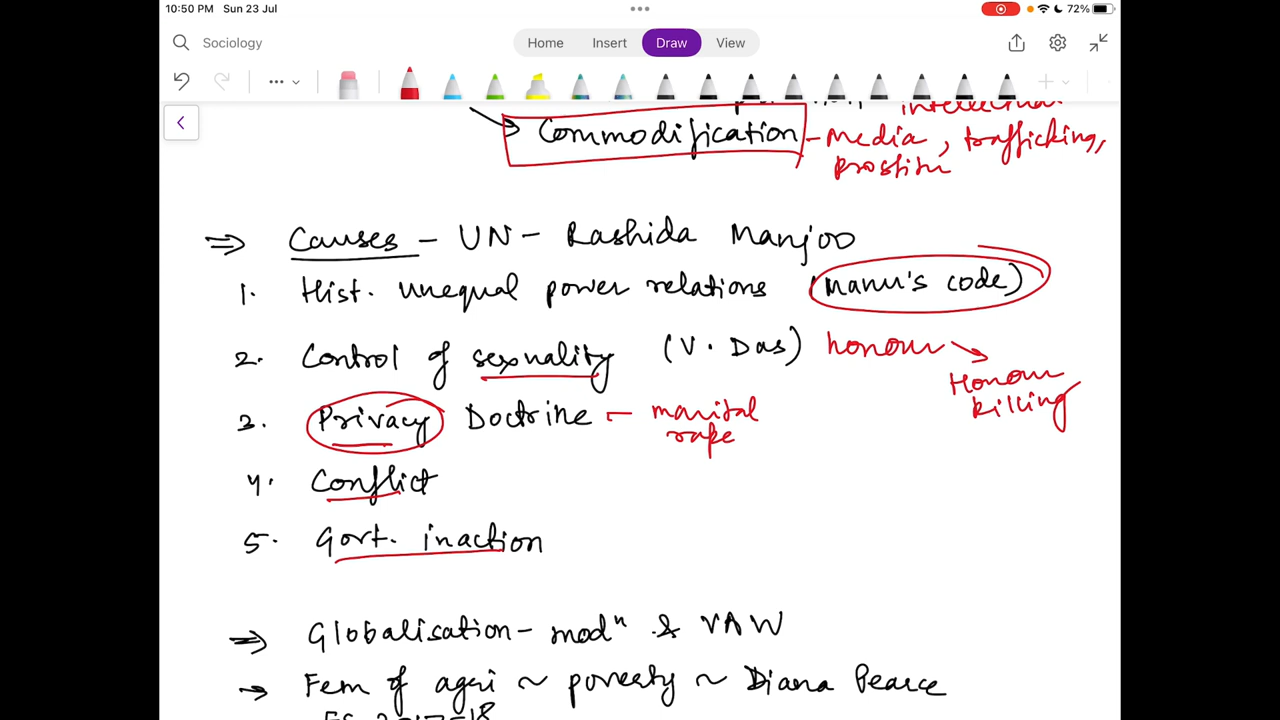 10:50 PM Sun 23 Jul
72%
Sociology
Home Insert Draw View
Commodification - media, trafficking,
⇒ Causes - UN - Rashida Manjoo
1. Hist. unequal power relations (Manu's code)
2. Control of sexuality (V. Das) honour →
Honour
killing
3. Privacy Doctrine - marital
rape
4. Conflict
5. Govt. inaction
⇒ Globalisation - modⁿ & VAW
→ Fem of agri ~ poverty ~ Diana Pearce